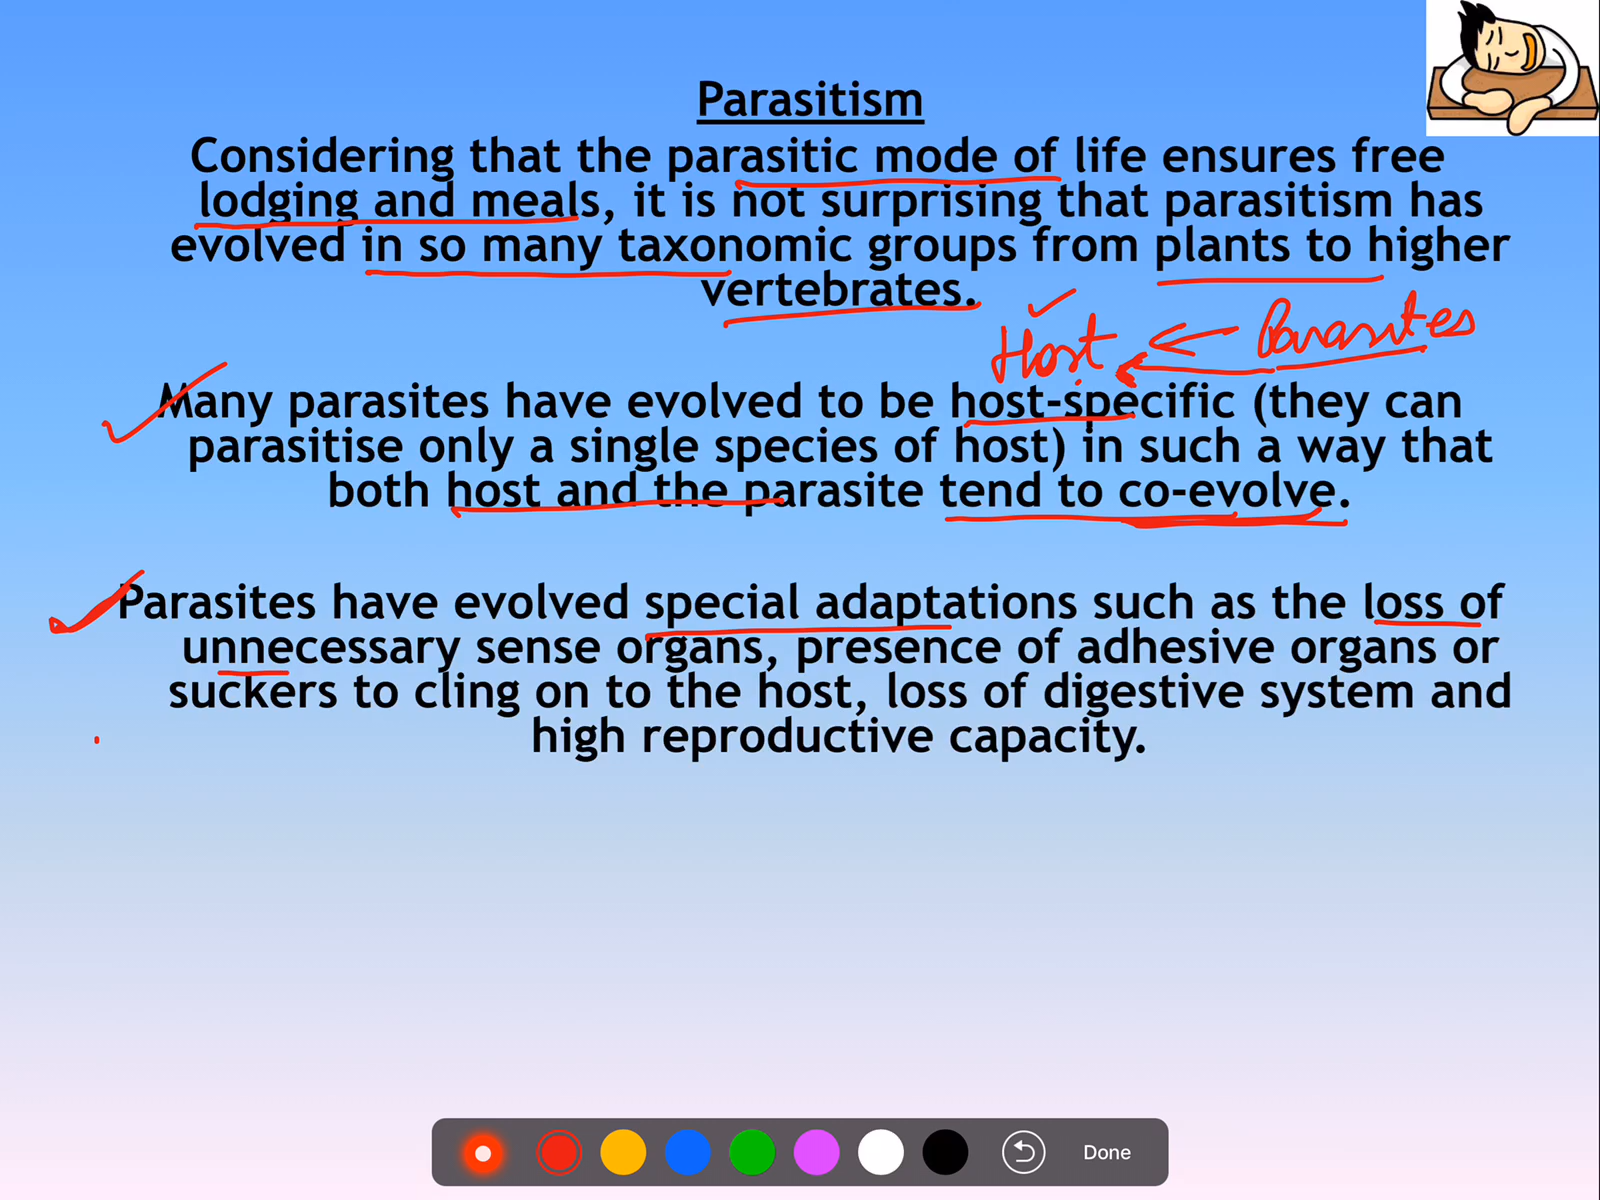 Parasitism
Considering that the parasitic mode of life ensures free
lodging and meals, it is not surprising that parasitism has
evolved in so many taxonomic groups from plants to higher
vertebrates.
Host Parasites
Many parasites have evolved to be host-specific (they can
parasitise only a single species of host) in such a way that
both host and the parasite tend to co-evolve.
Parasites have evolved special adaptations such as the loss of
unnecessary sense organs, presence of adhesive organs or
suckers to cling on to the host, loss of digestive system and
high reproductive capacity.
Done